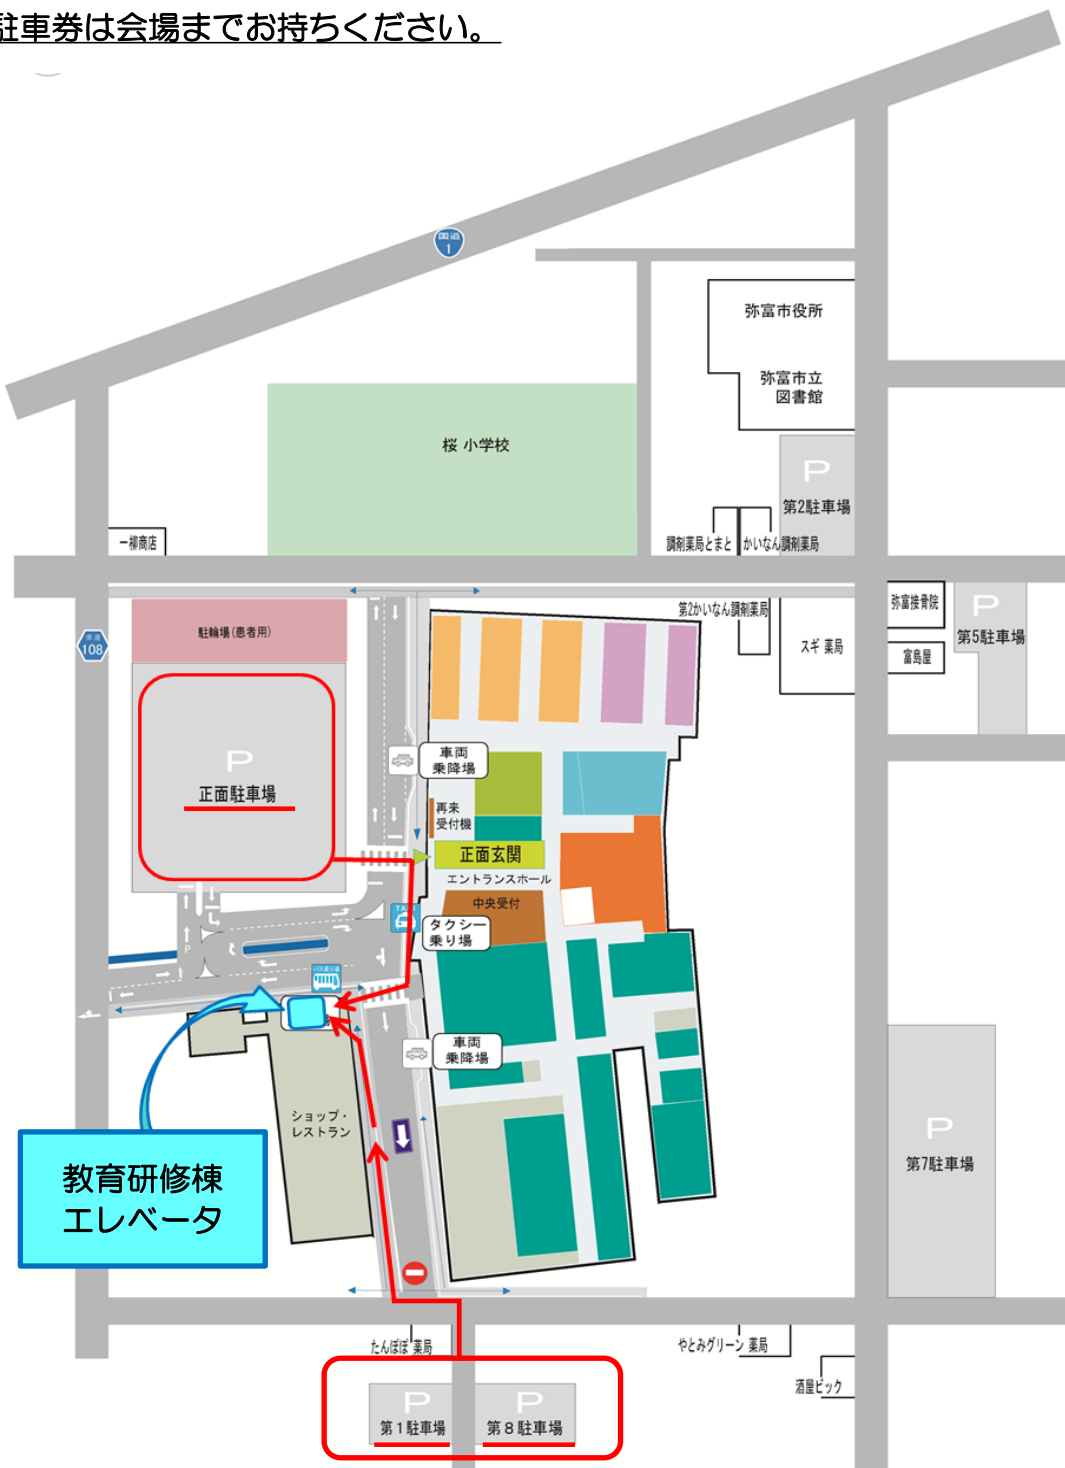 駐車券は会場までお持ちください。
国道
1
弥富市役所
弥富市立
図書館
桜 小学校
P
第2駐車場
一柳商店
調剤薬局とまと
かいなん調剤薬局
第2かいなん調剤薬局
スギ 薬局
弥富接骨院
富島屋
P
第5駐車場
県道
108
駐輪場(患者用)
P
正面駐車場
車両
乗降場
再来
受付機
正面玄関
エントランスホール
中央受付
TAXI
タクシー
乗り場
P
バス乗り場
車両
乗降場
ショップ・
レストラン
教育研修棟
エレベータ
P
第7駐車場
たんぽぽ 薬局
やとみグリーン 薬局
酒屋ビック
P
第1駐車場
P
第8駐車場